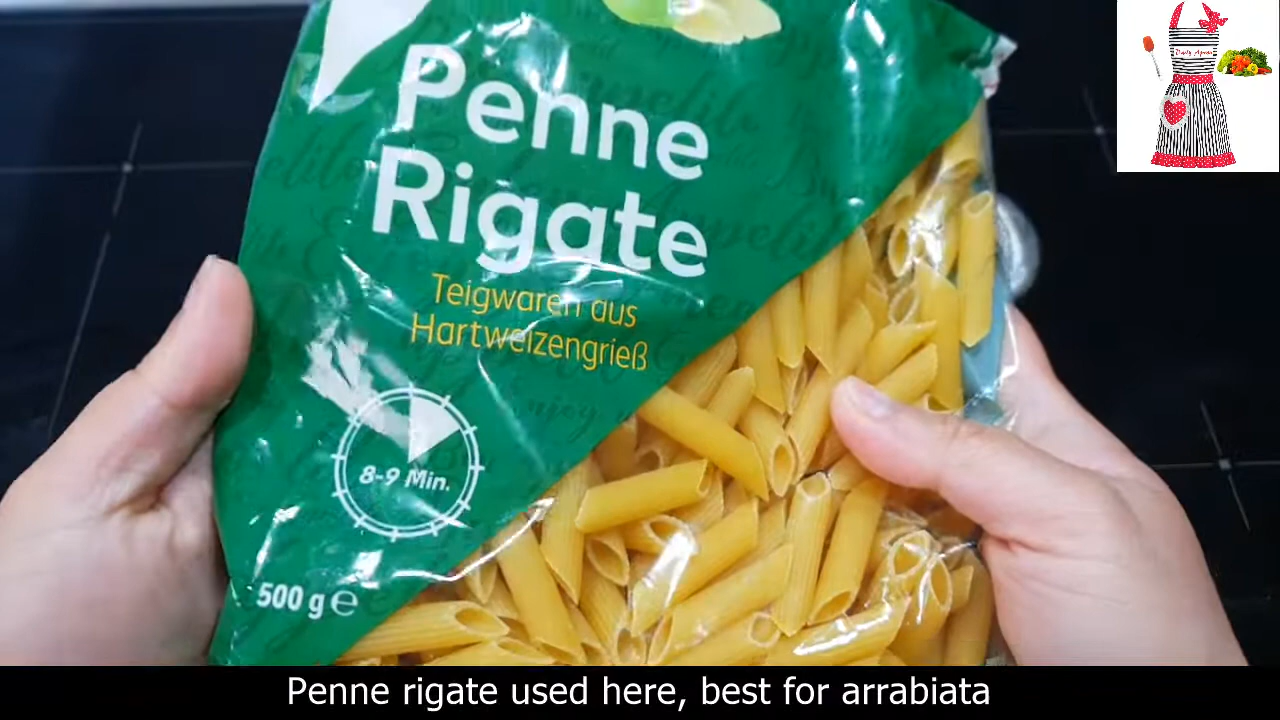 Penne
Rigate
Teigwaren aus
Hartweizengrieß
8-9 Min.
500 g ℮
Penne rigate used here, best for arrabiata